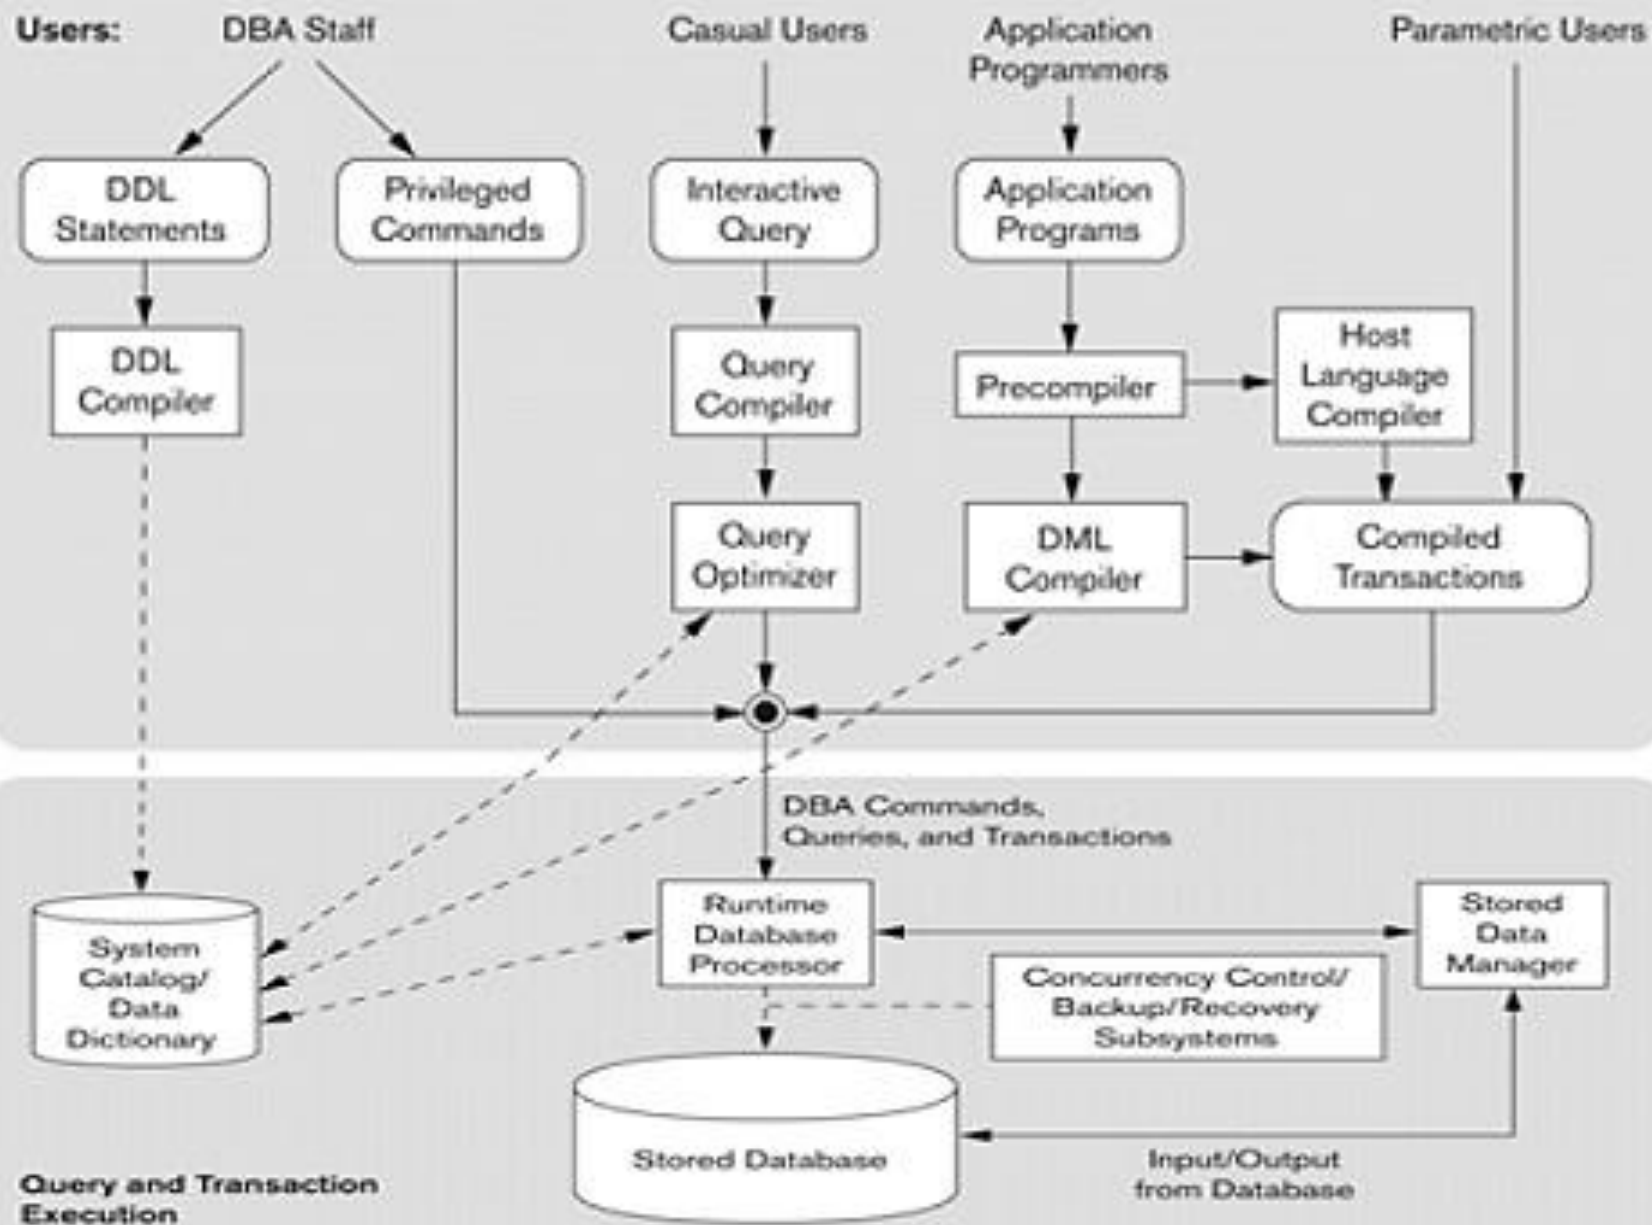 Users:
DBA Staff
Casual Users
Application
Programmers
Parametric Users
DDL
Statements
Privileged
Commands
Interactive
Query
Application
Programs
DDL
Compiler
Query
Compiler
Precompiler
Host
Language
Compiler
Query
Optimizer
DML
Compiler
Compiled
Transactions
DBA Commands,
Queries, and Transactions
System
Catalog/
Data
Dictionary
Runtime
Database
Processor
Stored
Data
Manager
Concurrency Control/
Backup/Recovery
Subsystems
Stored Database
Input/Output
from Database
Query and Transaction
Execution